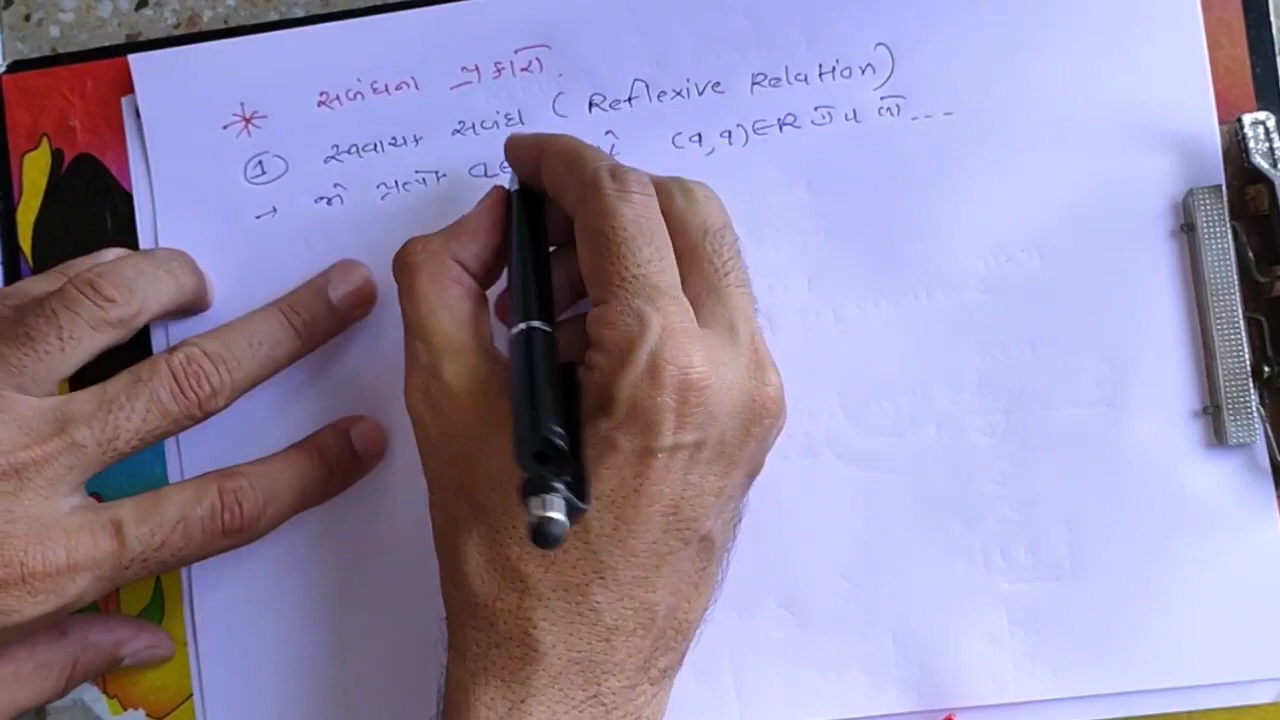 * સબંધના પ્રકારો.
① સ્વવાચક સબંધ (Reflexive Relation)
→ જો પ્રત્યેક a∈ (a,a)∈R થાય તો...